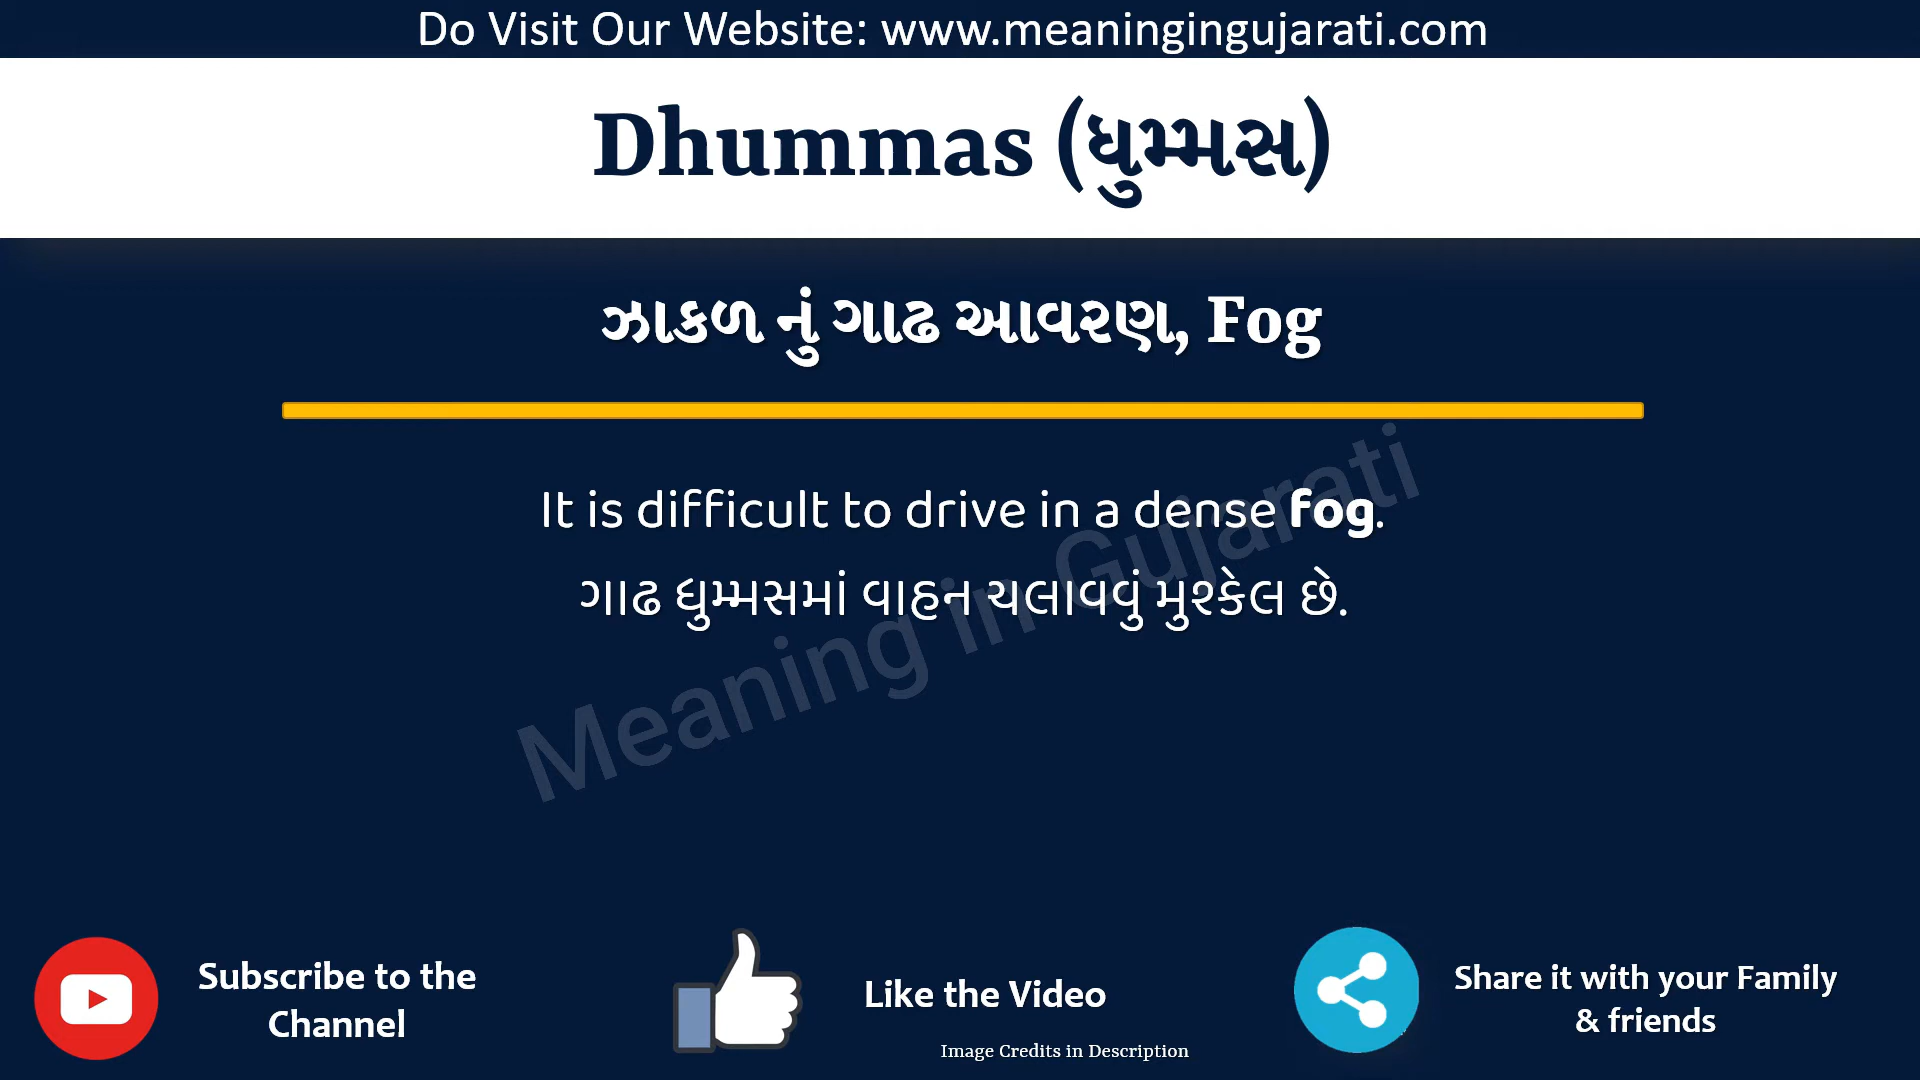 Do Visit Our Website: www.meaningingujarati.com
Dhummas (ધુમ્મસ)
ઝાકળ નું ગાઢ આવરણ, Fog
It is difficult to drive in a dense fog.
ગાઢ ધુમ્મસમાં વાહન ચલાવવું મુશ્કેલ છે.
Meaning in Gujarati
Subscribe to the
Channel
Like the Video
Share it with your Family
& friends
Image Credits in Description